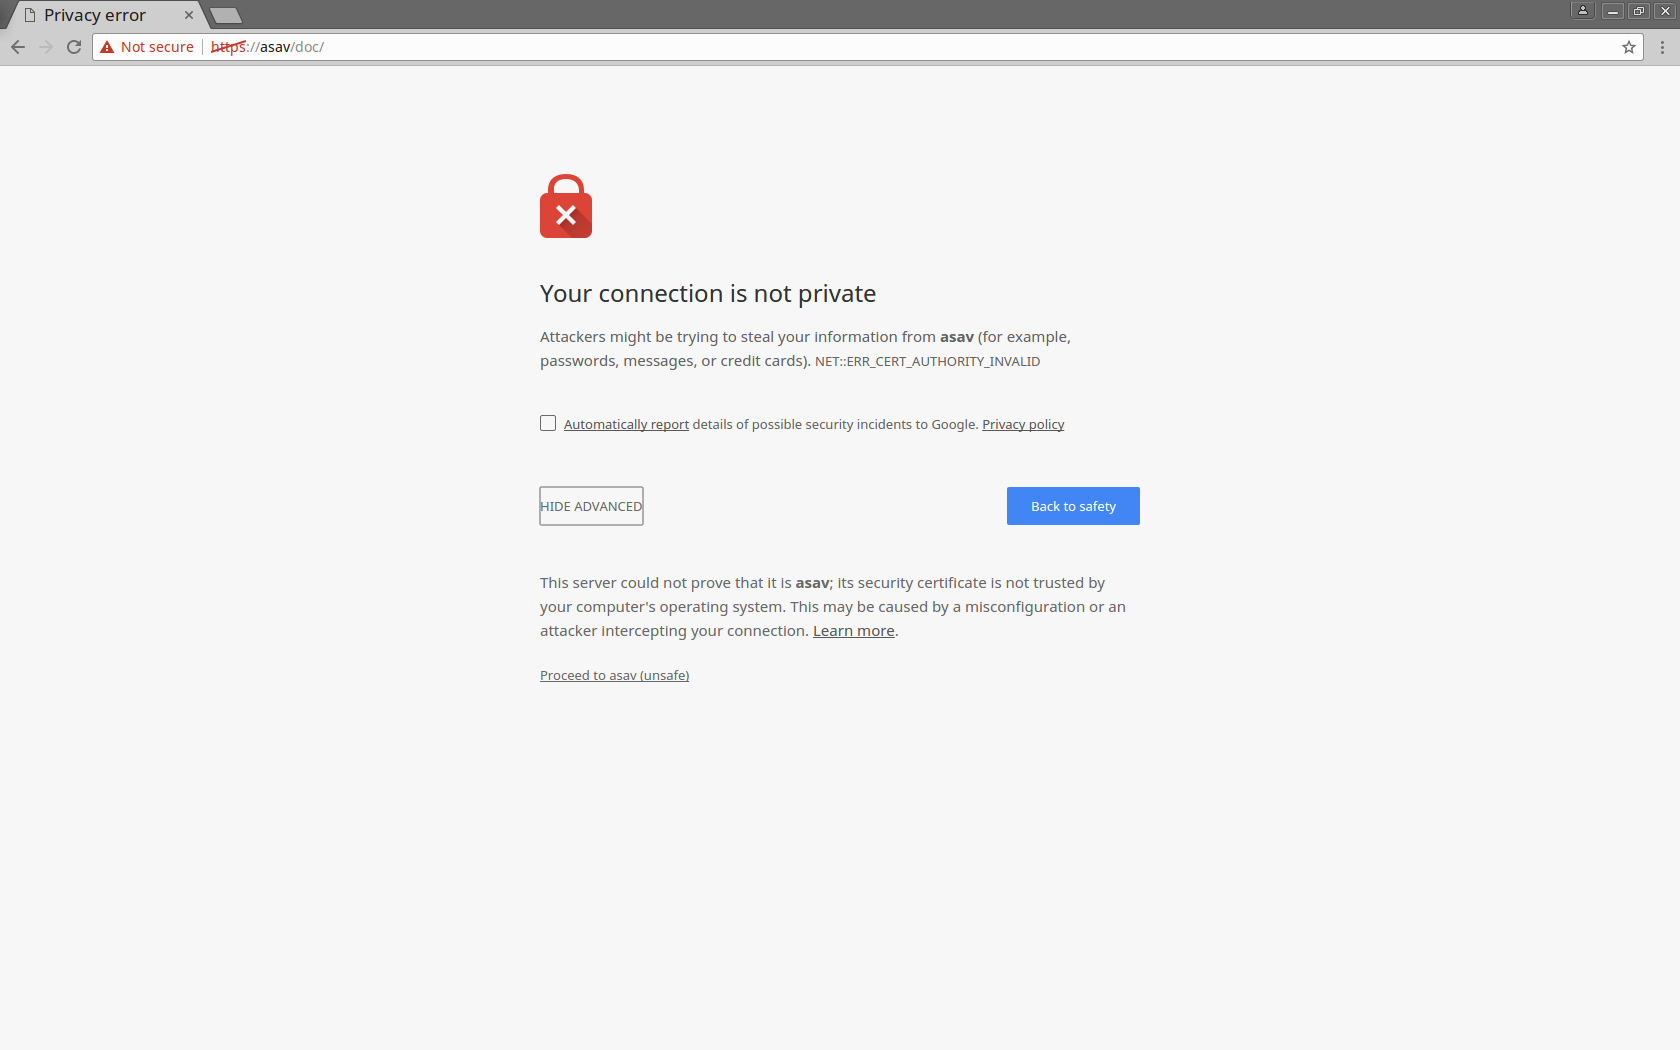 Privacy error
Not secure https://asav/doc/
Your connection is not private
Attackers might be trying to steal your information from asav (for example,
passwords, messages, or credit cards). NET::ERR_CERT_AUTHORITY_INVALID
Automatically report details of possible security incidents to Google. Privacy policy
HIDE ADVANCED
Back to safety
This server could not prove that it is asav; its security certificate is not trusted by
your computer's operating system. This may be caused by a misconfiguration or an
attacker intercepting your connection. Learn more.
Proceed to asav (unsafe)